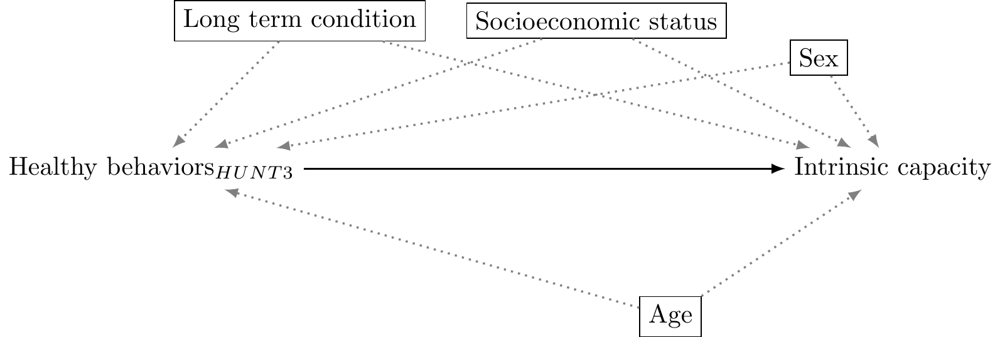 Long term condition
Socioeconomic status
Sex
Healthy behaviors HUNT3
Intrinsic capacity
Age